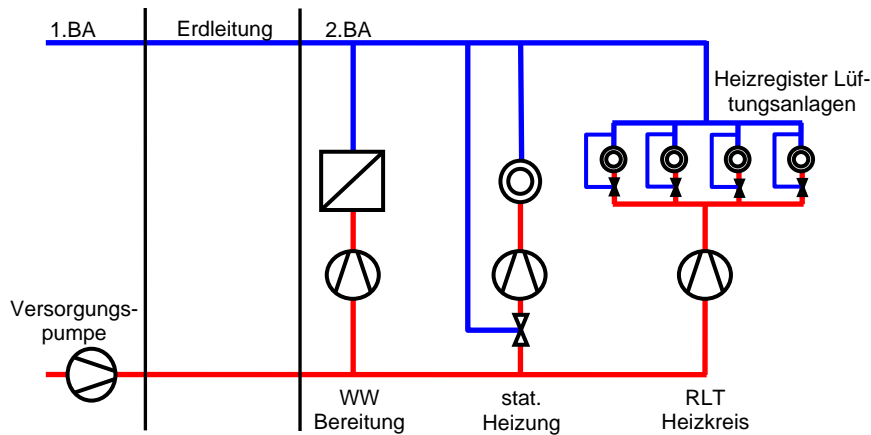 1.BA
Erdleitung
2.BA
Heizregister Lüf-
tungsanlagen
Versorgungs-
pumpe
WW
Bereitung
stat.
Heizung
RLT
Heizkreis